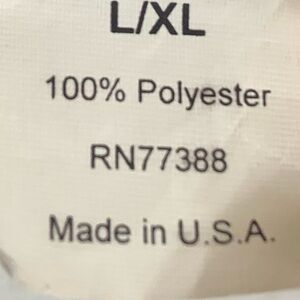 L/XL
100% Polyester
RN77388
Made in U.S.A.